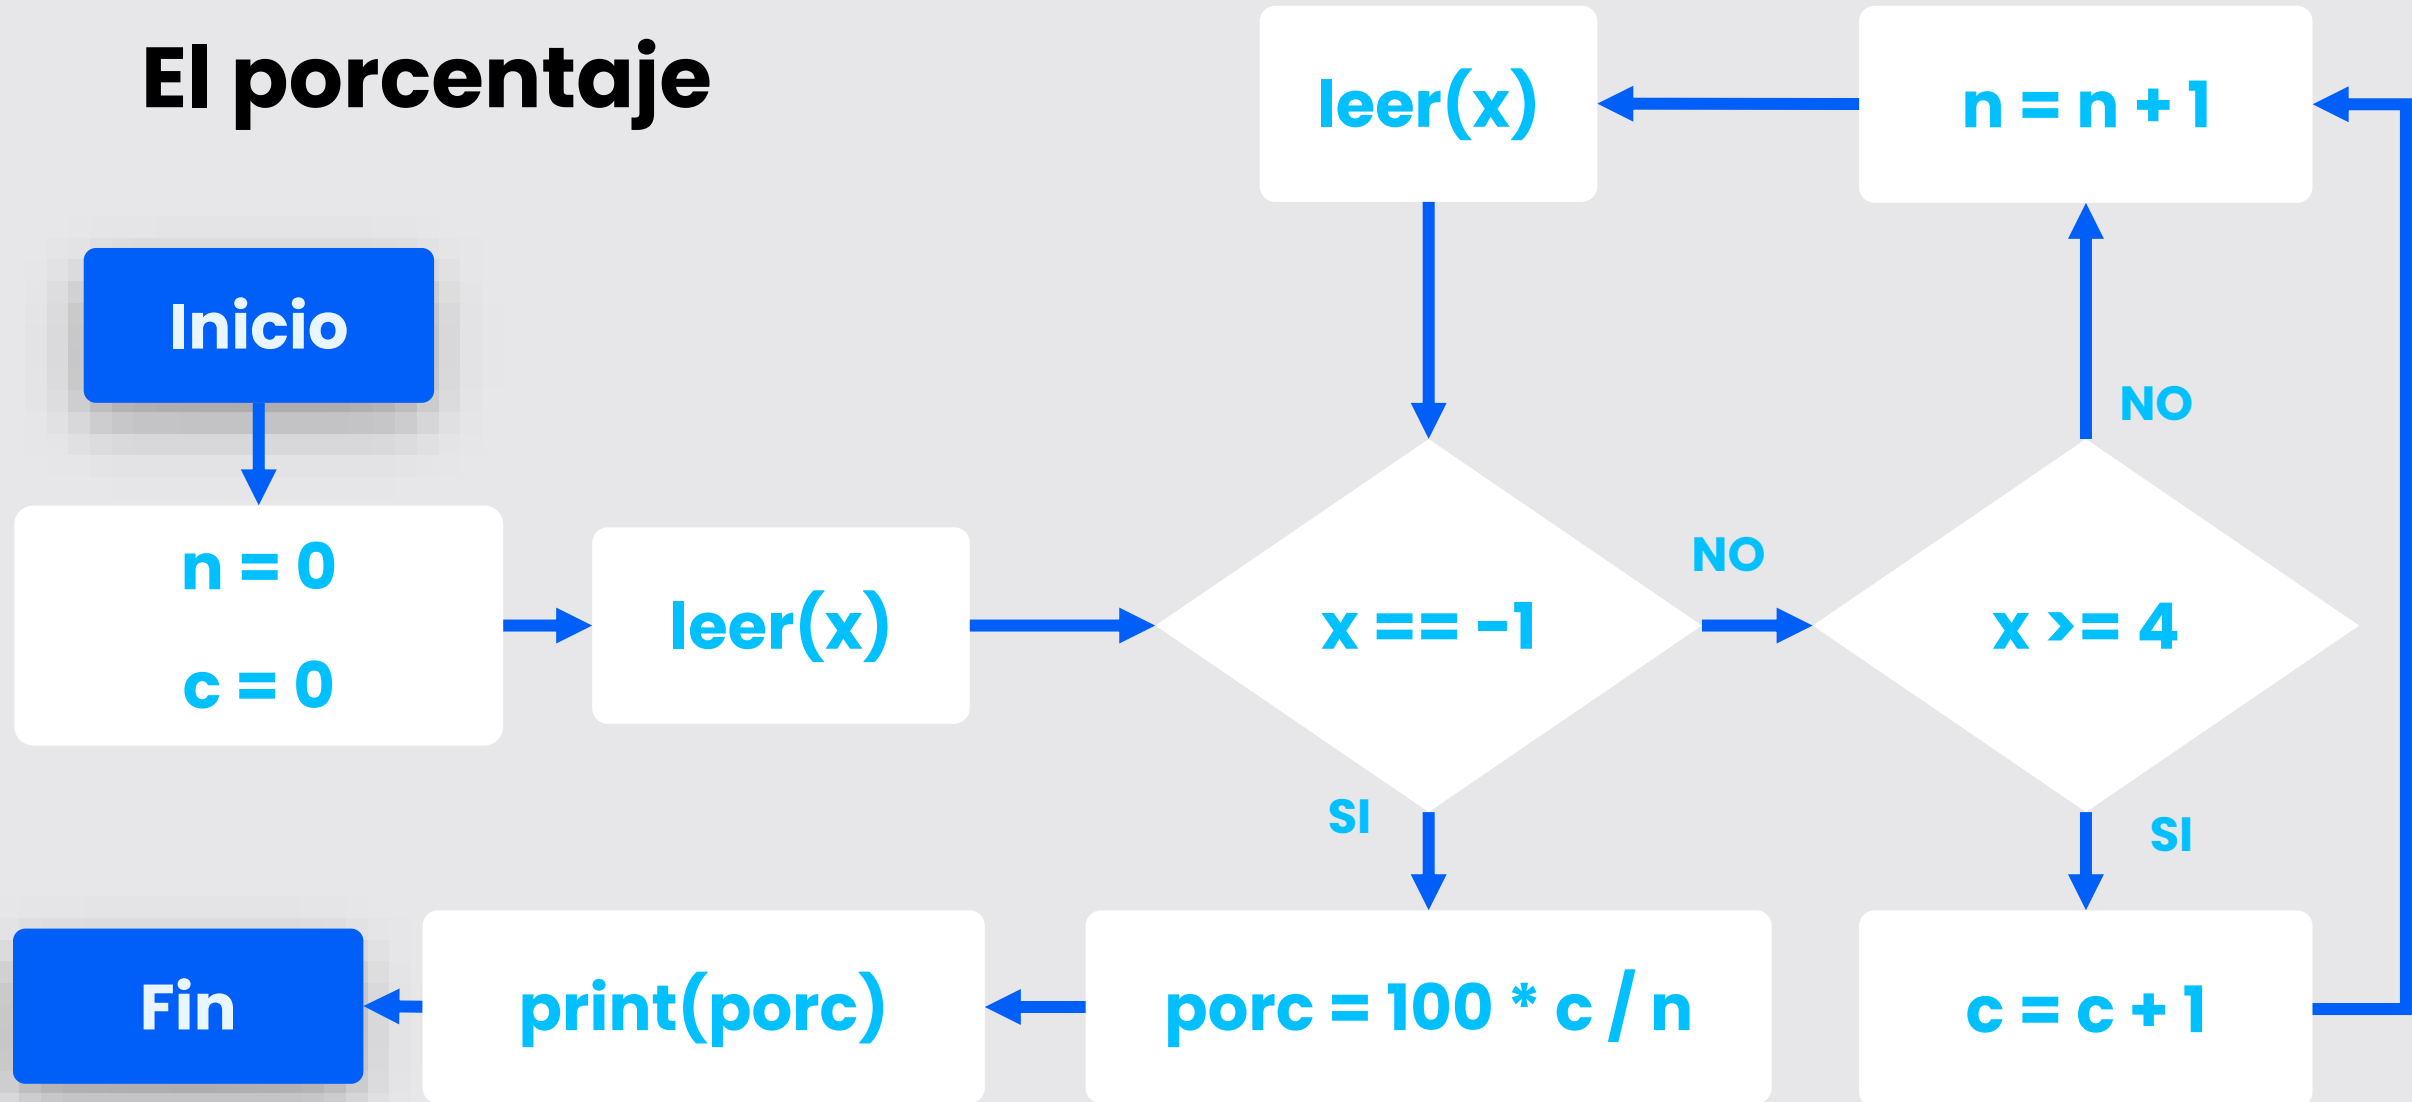 El porcentaje
Inicio
n = 0
c = 0
leer(x)
x == -1
NO
x >= 4
NO
n = n + 1
leer(x)
SI
c = c + 1
SI
porc = 100 * c / n
print(porc)
Fin